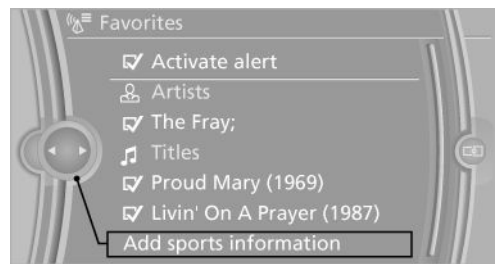 Favorites
Activate alert
Artists
The Fray;
Titles
Proud Mary (1969)
Livin' On A Prayer (1987)
Add sports information